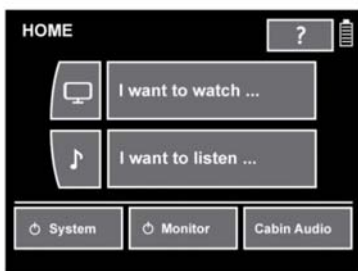 HOME
?
I want to watch ...
I want to listen ...
System
Monitor
Cabin Audio